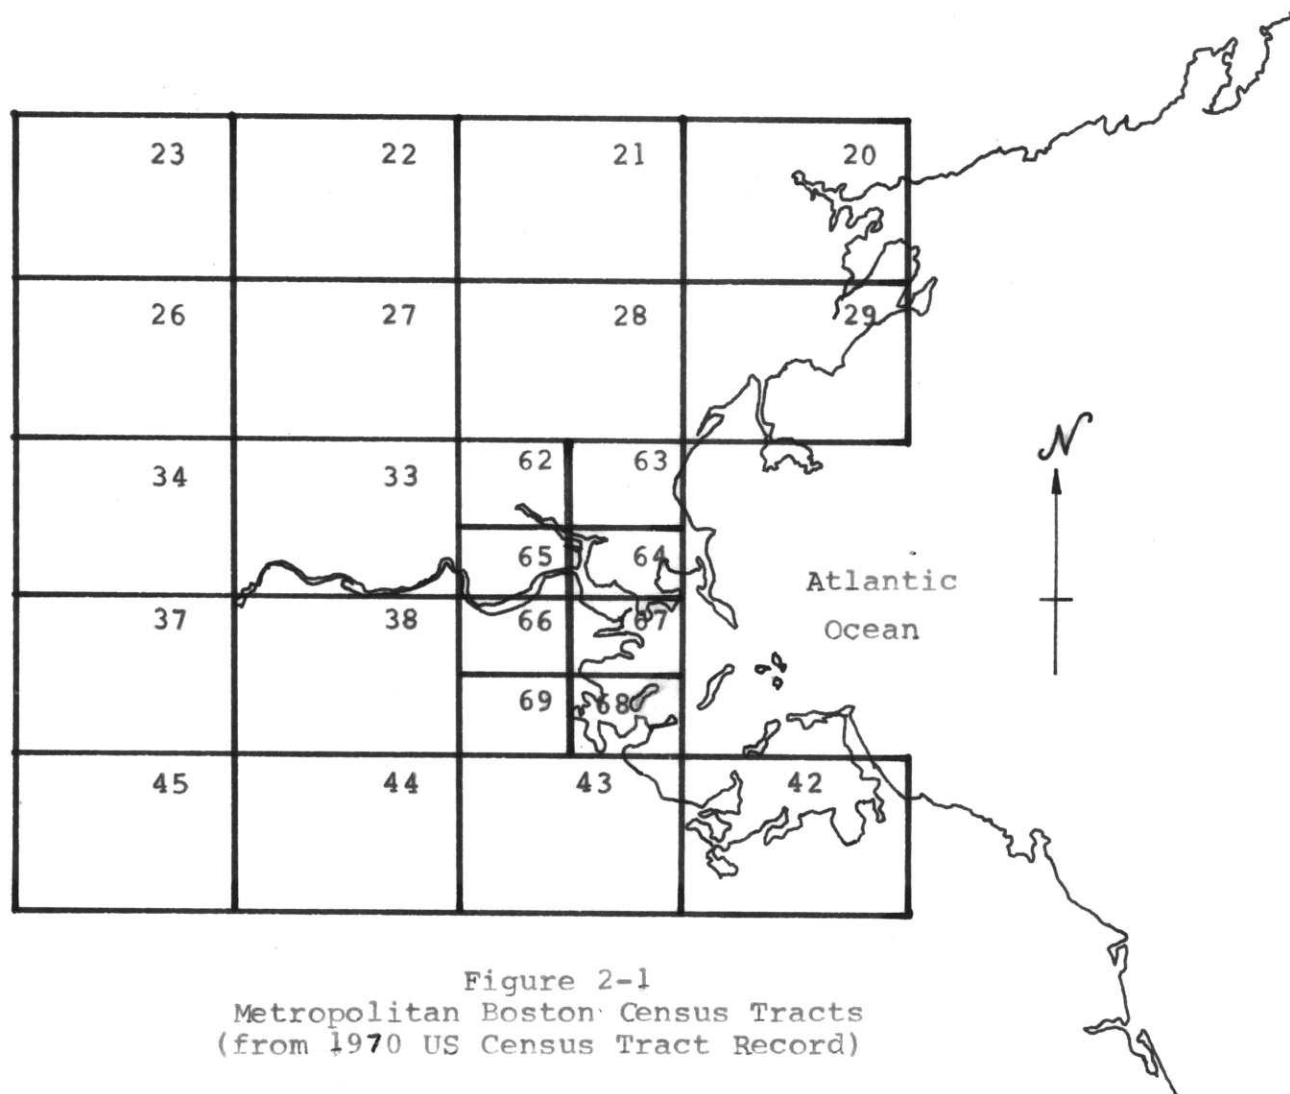 23 22 21 20
26 27 28 29
34 33 62 63
65 64
37 38 66 67
69 68
45 44 43 42
N
Atlantic
Ocean
Figure 2-1
Metropolitan Boston Census Tracts
(from 1970 US Census Tract Record)